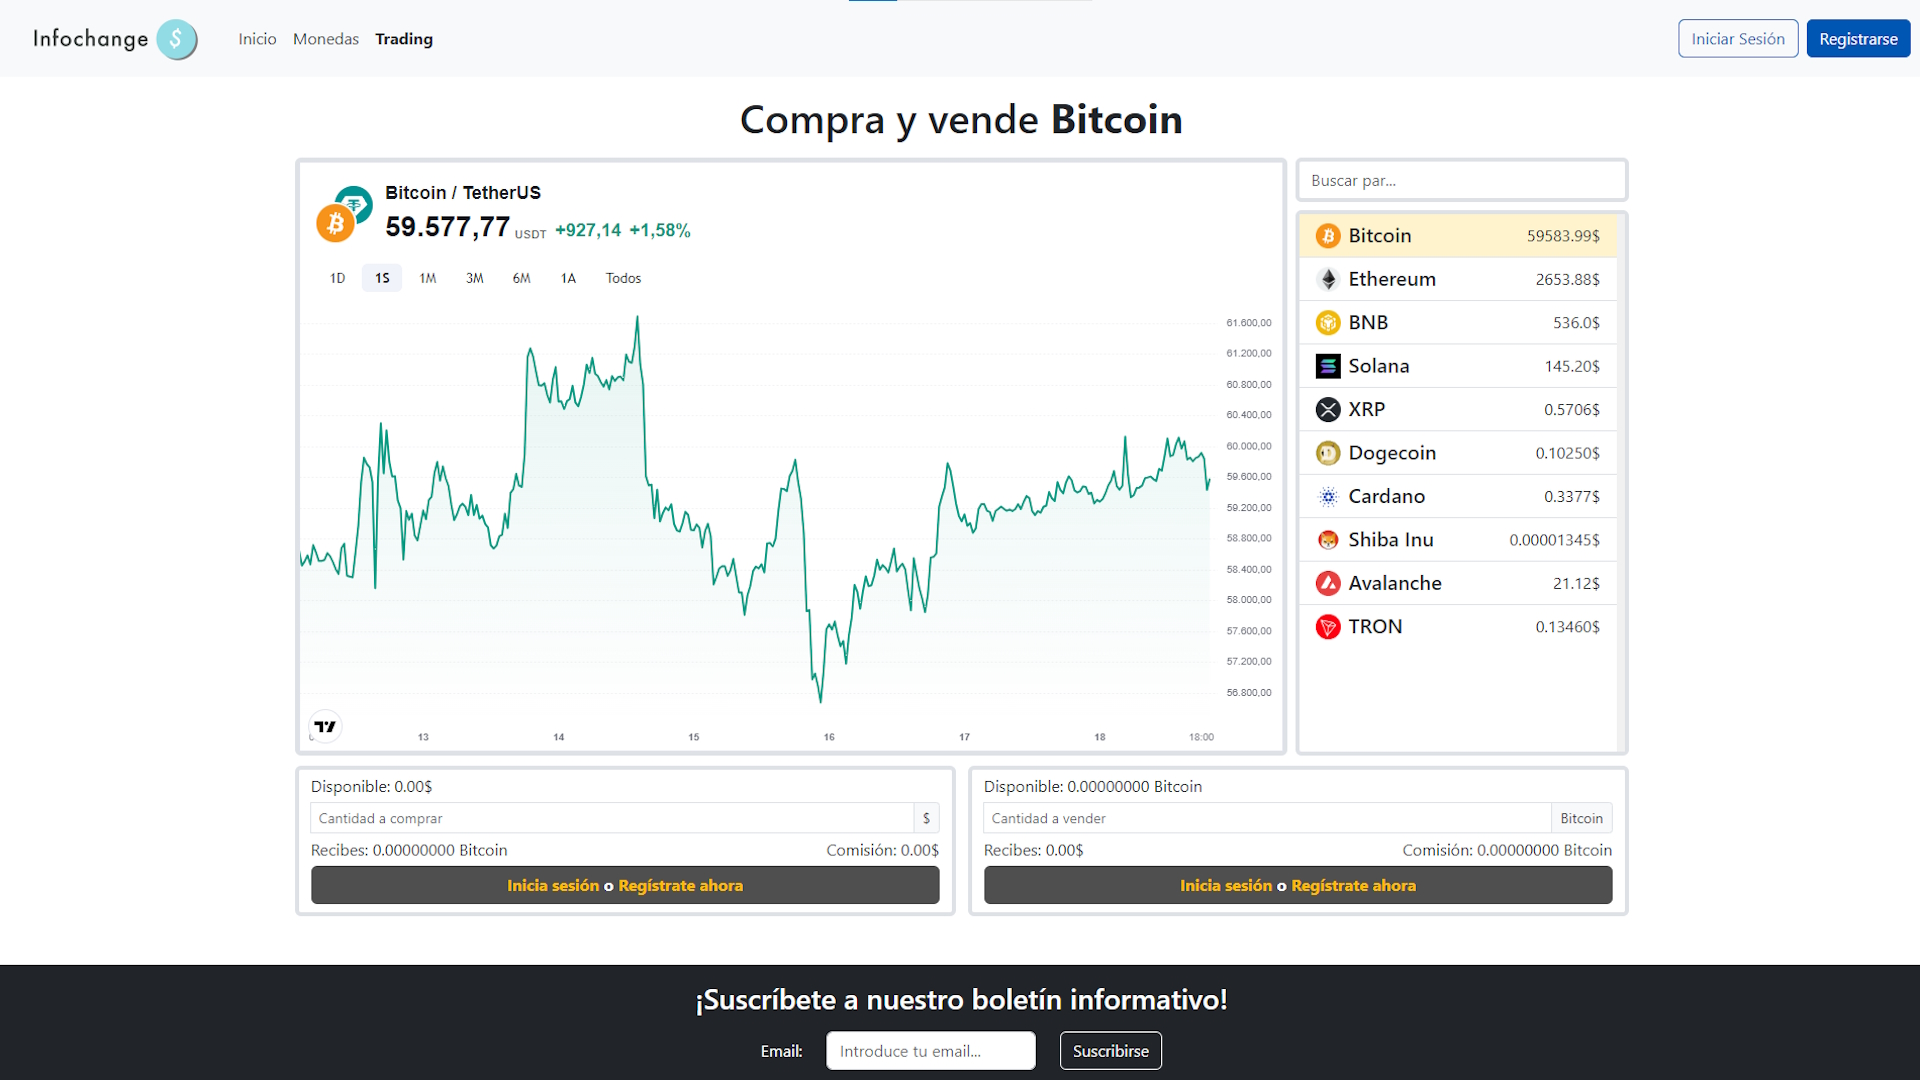 Infochange $
Inicio Monedas Trading
Iniciar Sesión Registrarse
Compra y vende Bitcoin
Bitcoin / TetherUS
59.577,77 USDT +927,14 +1,58%
1D 1S 1M 3M 6M 1A Todos
61.600,00
61.200,00
60.800,00
60.400,00
60.000,00
59.600,00
59.200,00
58.800,00
58.400,00
58.000,00
57.600,00
57.200,00
56.800,00
13 14 15 16 17 18 18:00
Buscar par...
Bitcoin 59583.99$
Ethereum 2653.88$
BNB 536.0$
Solana 145.20$
XRP 0.5706$
Dogecoin 0.10250$
Cardano 0.3377$
Shiba Inu 0.00001345$
Avalanche 21.12$
TRON 0.13460$
Disponible: 0.00$
Cantidad a comprar $
Recibes: 0.00000000 Bitcoin Comisión: 0.00$
Inicia sesión o Regístrate ahora
Disponible: 0.00000000 Bitcoin
Cantidad a vender Bitcoin
Recibes: 0.00$ Comisión: 0.00000000 Bitcoin
Inicia sesión o Regístrate ahora
¡Suscríbete a nuestro boletín informativo!
Email: Introduce tu email... Suscribirse